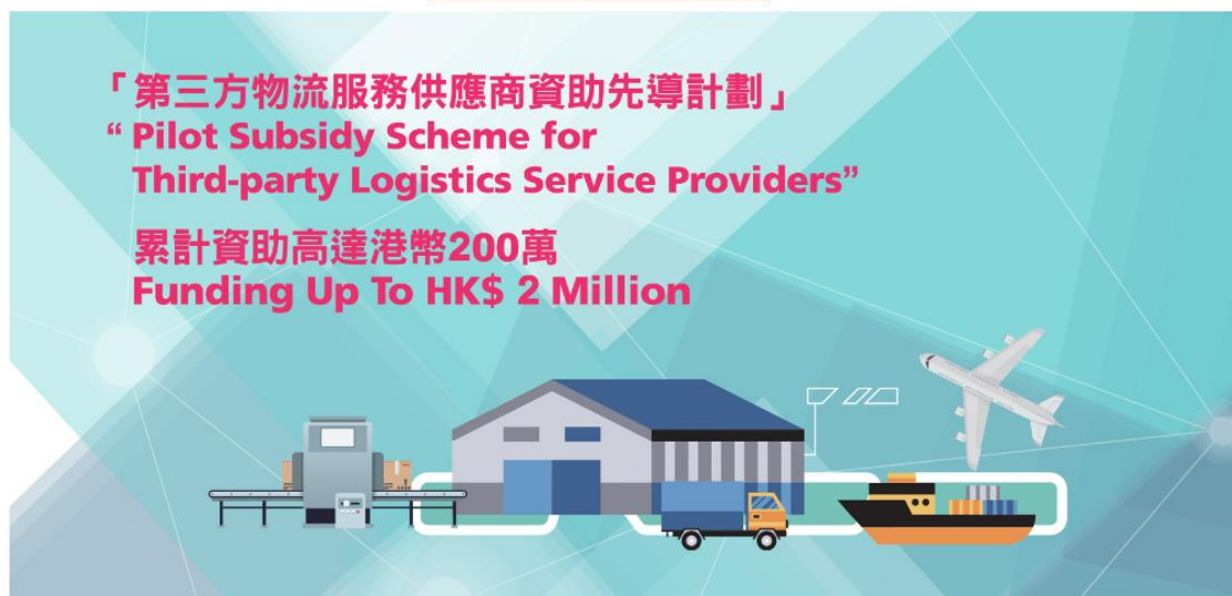 「第三方物流服務供應商資助先導計劃」
“ Pilot Subsidy Scheme for
Third-party Logistics Service Providers”
累計資助高達港幣200萬
Funding Up To HK$ 2 Million